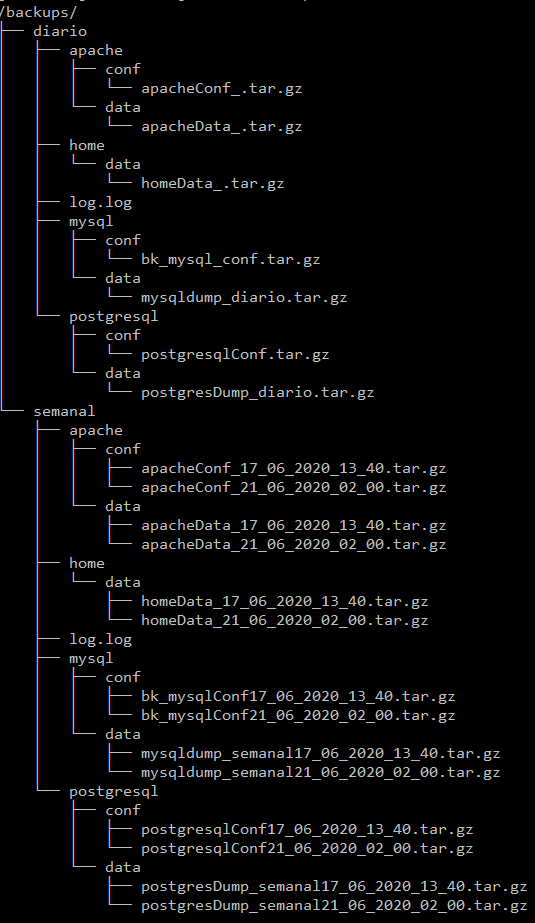 /backups/
├── diario
│   ├── apache
│   │   ├── conf
│   │   │   └── apacheConf_.tar.gz
│   │   └── data
│   │       └── apacheData_.tar.gz
│   ├── home
│   │   └── data
│   │       └── homeData_.tar.gz
│   ├── log.log
│   ├── mysql
│   │   ├── conf
│   │   │   └── bk_mysql_conf.tar.gz
│   │   └── data
│   │       └── mysqldump_diario.tar.gz
│   └── postgresql
│       ├── conf
│       │   └── postgresqlConf.tar.gz
│       └── data
│           └── postgresDump_diario.tar.gz
└── semanal
    ├── apache
    │   ├── conf
    │   │   ├── apacheConf_17_06_2020_13_40.tar.gz
    │   │   └── apacheConf_21_06_2020_02_00.tar.gz
    │   └── data
    │       ├── apacheData_17_06_2020_13_40.tar.gz
    │       └── apacheData_21_06_2020_02_00.tar.gz
    ├── home
    │   └── data
    │       ├── homeData_17_06_2020_13_40.tar.gz
    │       └── homeData_21_06_2020_02_00.tar.gz
    ├── log.log
    ├── mysql
    │   ├── conf
    │   │   ├── bk_mysqlConf17_06_2020_13_40.tar.gz
    │   │   └── bk_mysqlConf21_06_2020_02_00.tar.gz
    │   └── data
    │       ├── mysqldump_semanal17_06_2020_13_40.tar.gz
    │       └── mysqldump_semanal21_06_2020_02_00.tar.gz
    └── postgresql
        ├── conf
        │   ├── postgresqlConf17_06_2020_13_40.tar.gz
        │   └── postgresqlConf21_06_2020_02_00.tar.gz
        └── data
            ├── postgresDump_semanal17_06_2020_13_40.tar.gz
            └── postgresDump_semanal21_06_2020_02_00.tar.gz